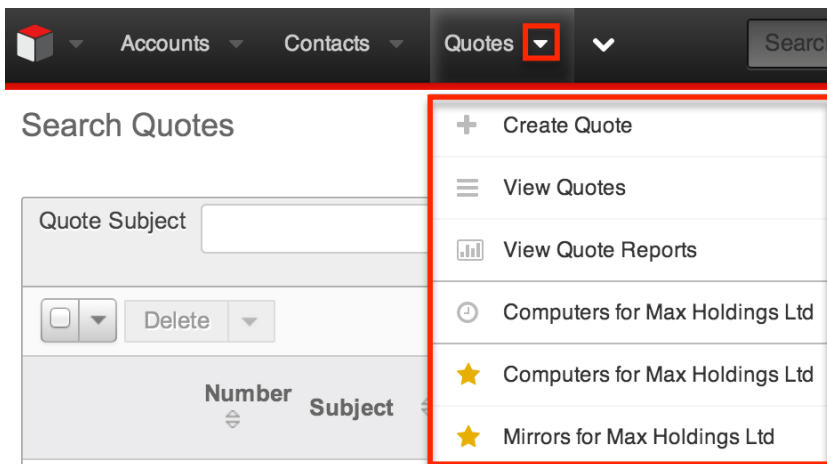 Accounts Contacts Quotes Searc
Search Quotes
Create Quote
View Quotes
Quote Subject
View Quote Reports
Computers for Max Holdings Ltd
Delete
Computers for Max Holdings Ltd
Number Subject
Mirrors for Max Holdings Ltd